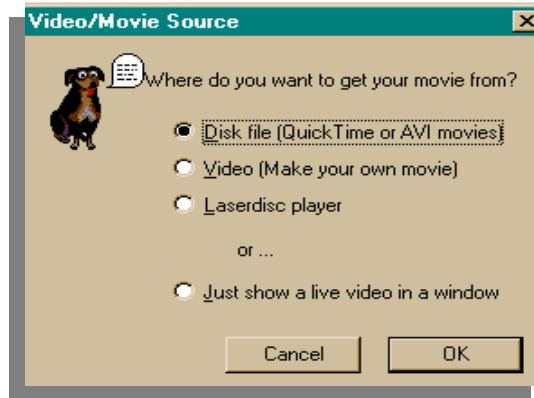 Video/Movie Source
Where do you want to get your movie from?
Disk file (QuickTime or AVI movies)
Video (Make your own movie)
Laserdisc player
or ...
Just show a live video in a window
Cancel
OK